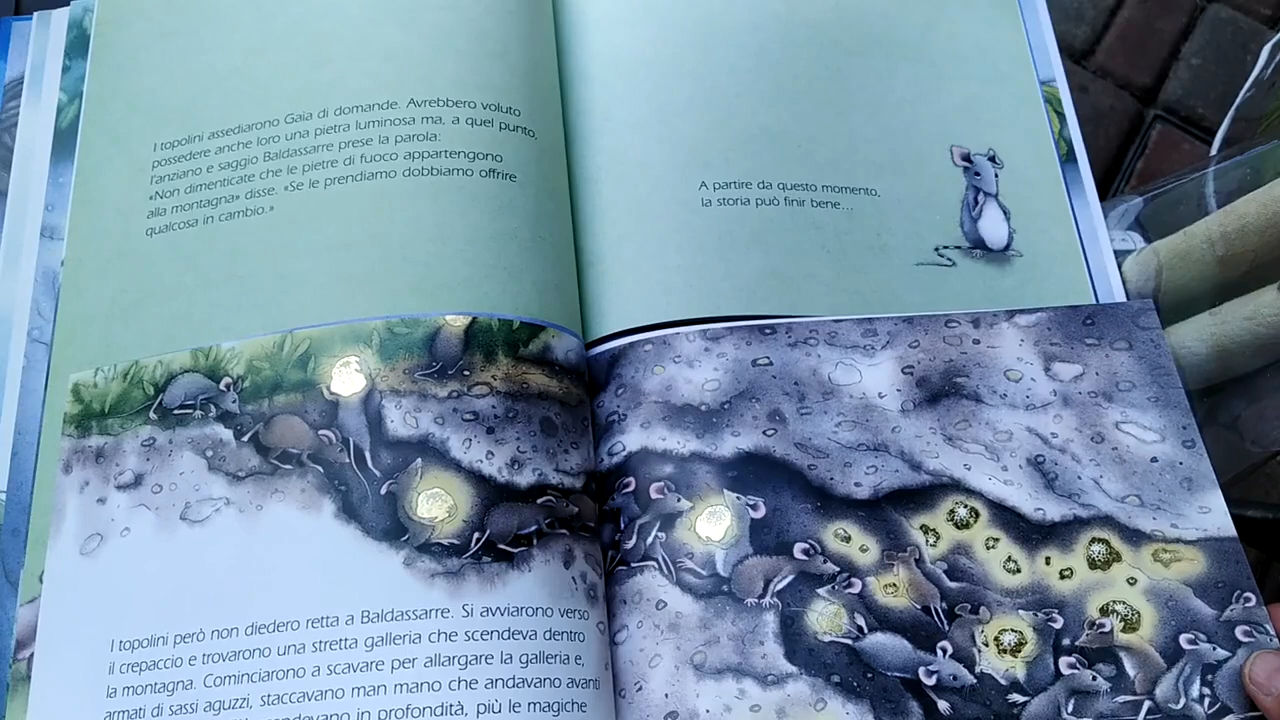 I topolini assediarono Gaia di domande. Avrebbero voluto
possedere anche loro una pietra luminosa ma, a quel punto,
l'anziano e saggio Baldassarre prese la parola:
«Non dimenticate che le pietre di fuoco appartengono
alla montagna» disse. «Se le prendiamo dobbiamo offrire
qualcosa in cambio.»
A partire da questo momento,
la storia può finir bene...
I topolini però non diedero retta a Baldassarre. Si avviarono verso
il crepaccio e trovarono una stretta galleria che scendeva dentro
la montagna. Cominciarono a scavare per allargare la galleria e,
armati di sassi aguzzi, staccavano man mano che andavano avanti
in profondità, più le magiche